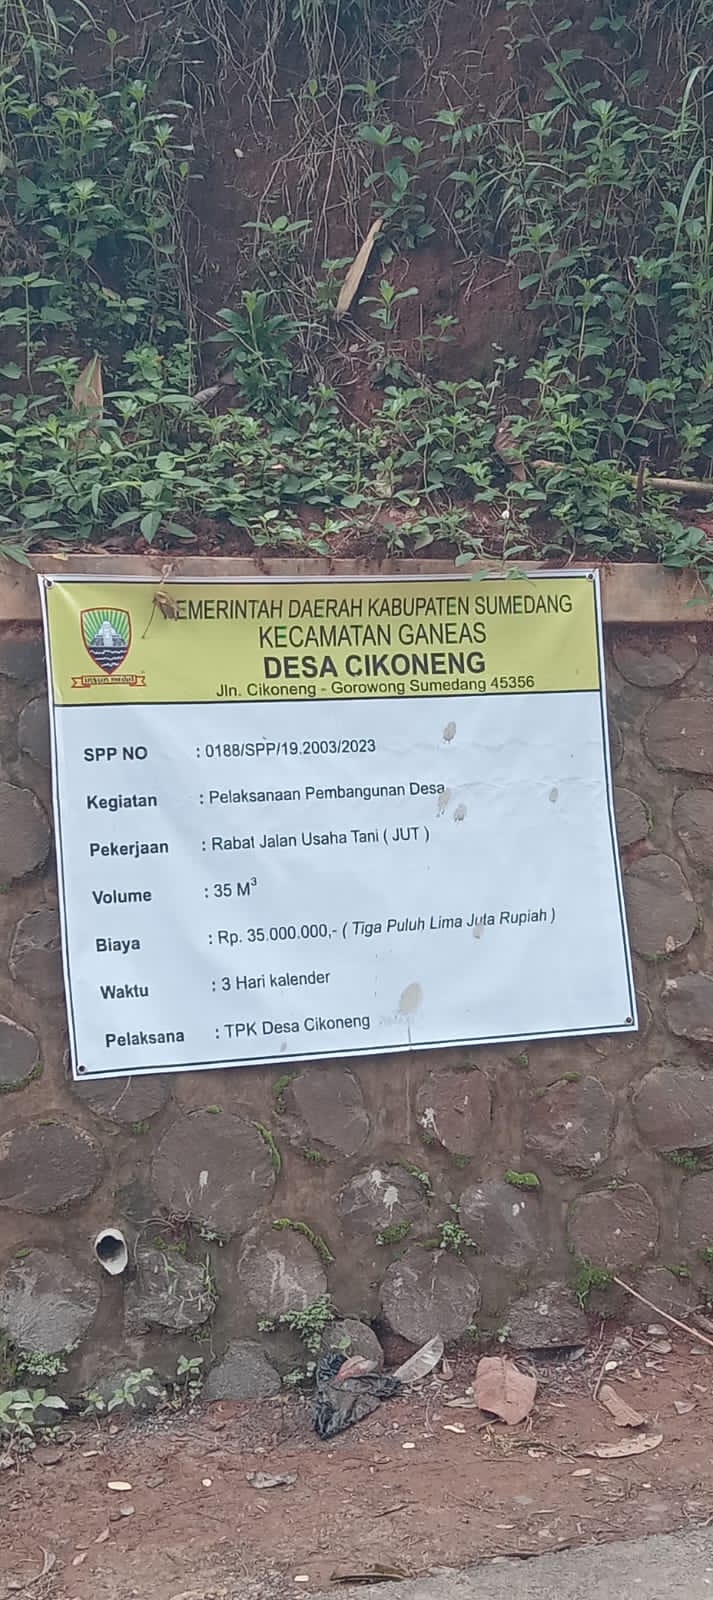 PEMERINTAH DAERAH KABUPATEN SUMEDANG
KECAMATAN GANEAS
DESA CIKONENG
Jln. Cikoneng - Gorowong Sumedang 45356
insun medal
SPP NO : 0188/SPP/19.2003/2023
Kegiatan : Pelaksanaan Pembangunan Desa
Pekerjaan : Rabat Jalan Usaha Tani ( JUT )
Volume : 35 M³
Biaya : Rp. 35.000.000,- ( Tiga Puluh Lima Juta Rupiah )
Waktu : 3 Hari kalender
Pelaksana : TPK Desa Cikoneng